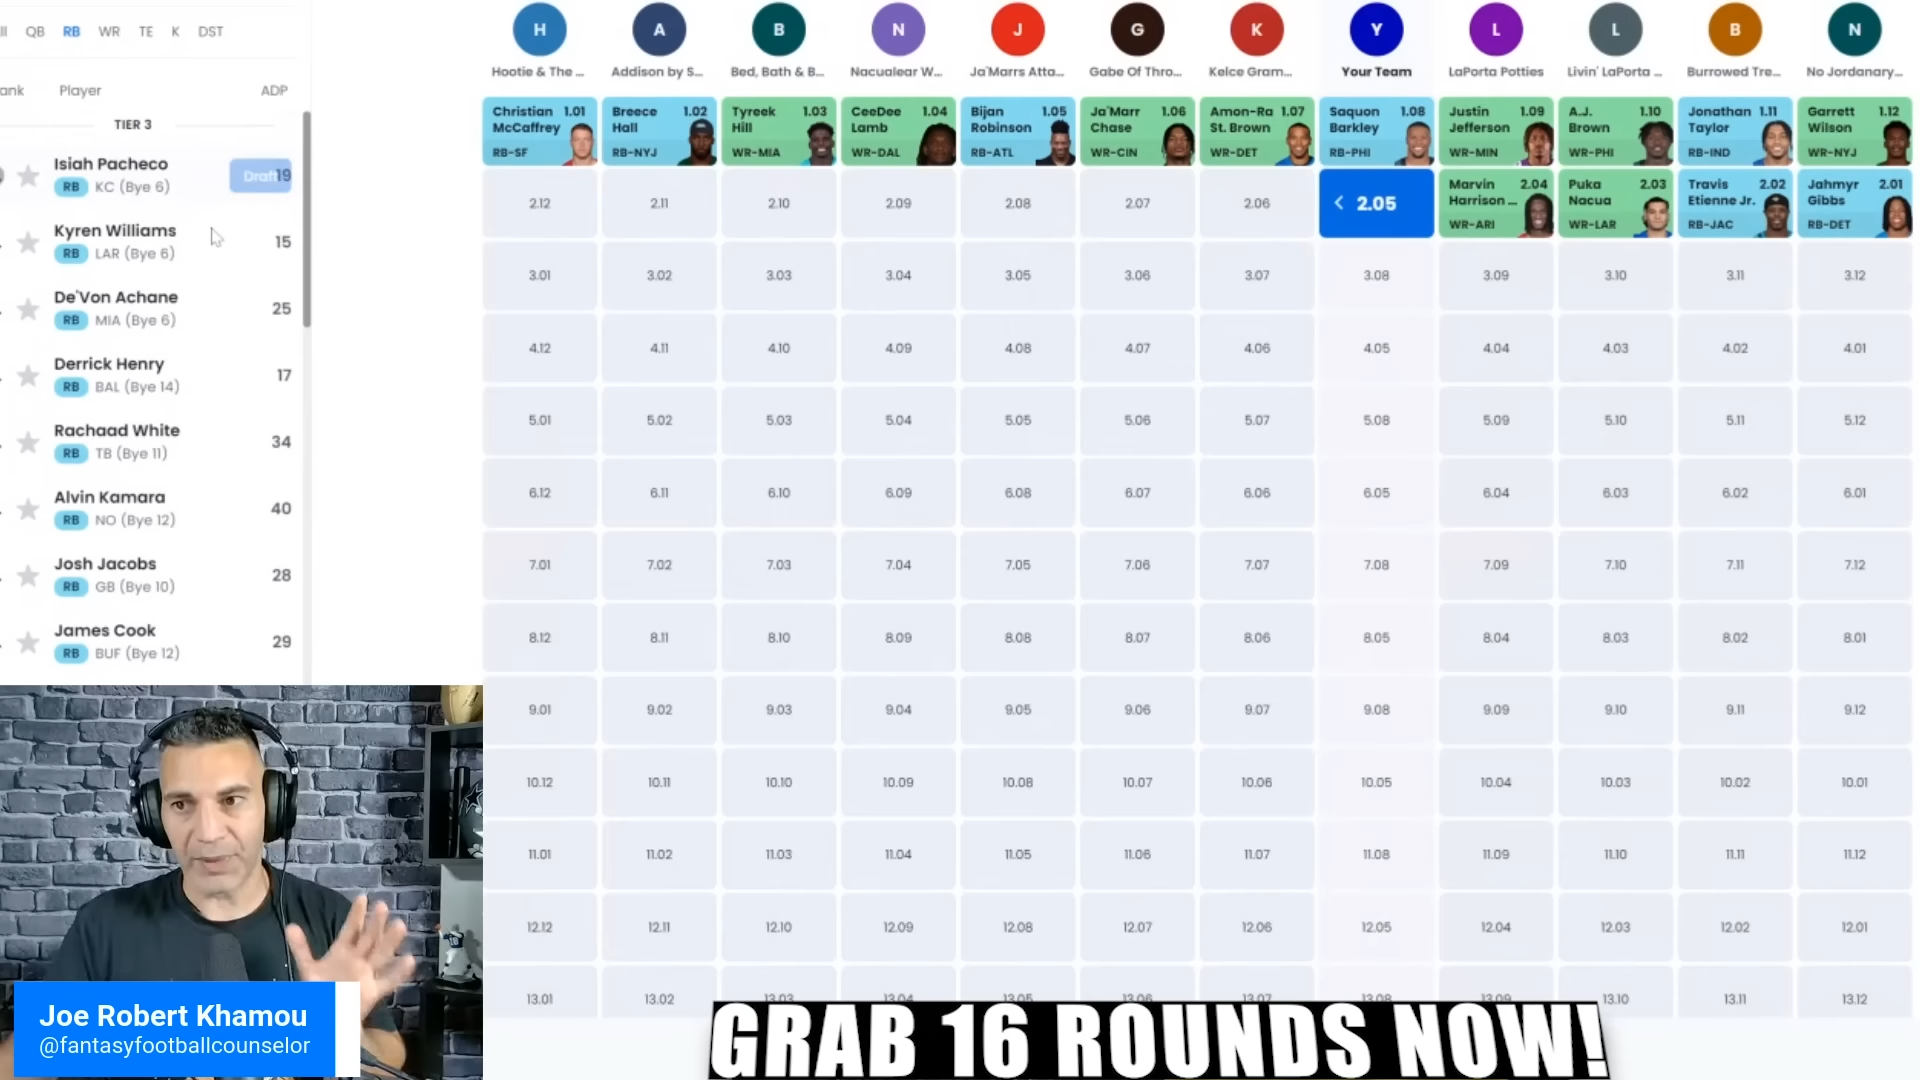 QB RB WR TE K DST
Player ADP
TIER 3
Isiah Pacheco
RB KC (Bye 6)
Draft 19
Kyren Williams
RB LAR (Bye 6)
15
De'Von Achane
RB MIA (Bye 6)
25
Derrick Henry
RB BAL (Bye 14)
17
Rachaad White
RB TB (Bye 11)
34
Alvin Kamara
RB NO (Bye 12)
40
Josh Jacobs
RB GB (Bye 10)
28
James Cook
RB BUF (Bye 12)
29
H A B N J G K Y L L B N
Hootie & The ... Addison by S... Bed, Bath & B... Nacualear W... Ja'Marrs Atta... Gabe Of Thro... Kelce Gram... Your Team LaPorta Potties Livin' LaPorta ... Burrowed Tre... No Jordanary...
Christian 1.01 Breece 1.02 Tyreek 1.03 CeeDee 1.04 Bijan 1.05 Ja'Marr 1.06 Amon-Ra 1.07 Saquon 1.08 Justin 1.09 A.J. 1.10 Jonathan 1.11 Garrett 1.12
McCaffrey Hall Hill Lamb Robinson Chase St. Brown Barkley Jefferson Brown Taylor Wilson
RB-SF RB-NYJ WR-MIA WR-DAL RB-ATL WR-CIN WR-DET RB-PHI WR-MIN WR-PHI RB-IND WR-NYJ
Marvin 2.04 Puka 2.03 Travis 2.02 Jahmyr 2.01
2.12 2.11 2.10 2.09 2.08 2.07 2.06 < 2.05 Harrison ... Nacua Etienne Jr. Gibbs
WR-ARI WR-LAR RB-JAC RB-DET
3.01 3.02 3.03 3.04 3.05 3.06 3.07 3.08 3.09 3.10 3.11 3.12
4.12 4.11 4.10 4.09 4.08 4.07 4.06 4.05 4.04 4.03 4.02 4.01
5.01 5.02 5.03 5.04 5.05 5.06 5.07 5.08 5.09 5.10 5.11 5.12
6.12 6.11 6.10 6.09 6.08 6.07 6.06 6.05 6.04 6.03 6.02 6.01
7.01 7.02 7.03 7.04 7.05 7.06 7.07 7.08 7.09 7.10 7.11 7.12
8.12 8.11 8.10 8.09 8.08 8.07 8.06 8.05 8.04 8.03 8.02 8.01
9.01 9.02 9.03 9.04 9.05 9.06 9.07 9.08 9.09 9.10 9.11 9.12
10.12 10.11 10.10 10.09 10.08 10.07 10.06 10.05 10.04 10.03 10.02 10.01
11.01 11.02 11.03 11.04 11.05 11.06 11.07 11.08 11.09 11.10 11.11 11.12
12.12 12.11 12.10 12.09 12.08 12.07 12.06 12.05 12.04 12.03 12.02 12.01
13.01 13.02 13.03 13.04 13.05 13.06 13.07 13.08 13.09 13.10 13.11 13.12
Joe Robert Khamou
@fantasyfootballcounselor
GRAB 16 ROUNDS NOW!